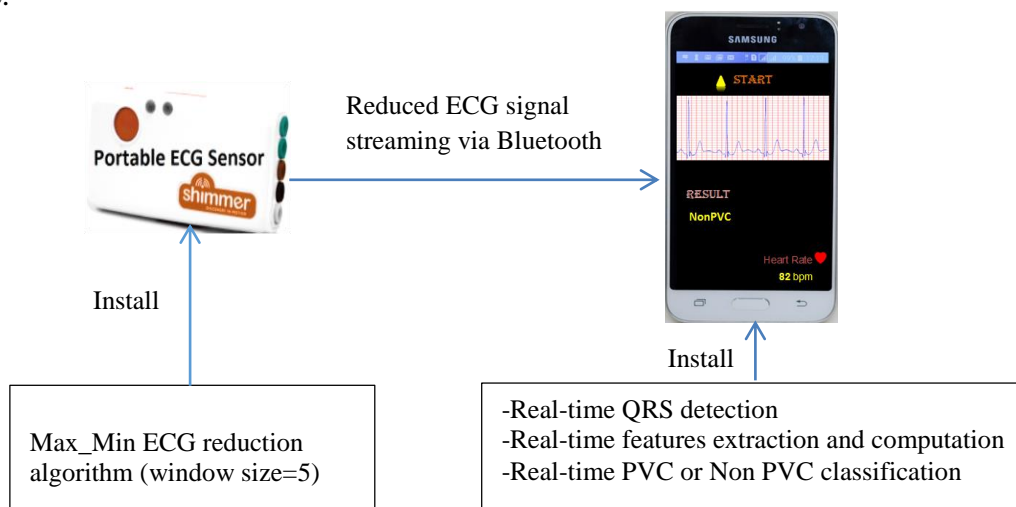 SAMSUNG
START
Reduced ECG signal
streaming via Bluetooth
Portable ECG Sensor
shimmer
RESULT
NonPVC
Heart Rate
82 bpm
Install
Install
Max_Min ECG reduction
algorithm (window size=5)
-Real-time QRS detection
-Real-time features extraction and computation
-Real-time PVC or Non PVC classification